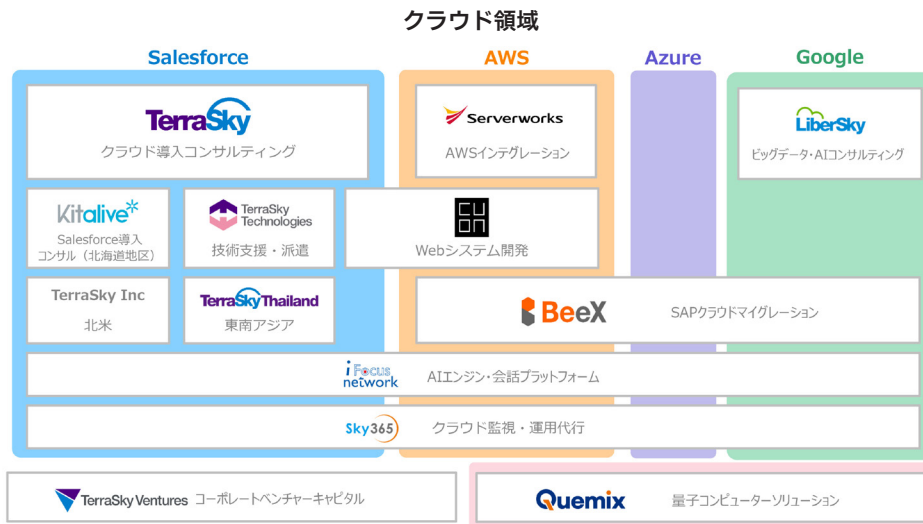 クラウド領域
Salesforce
AWS
Azure
Google
TerraSky
クラウド導入コンサルティング
Serverworks
AWSインテグレーション
LiberSky
ビッグデータ・AIコンサルティング
Kitalive
Salesforce導入
コンサル（北海道地区）
TerraSky
Technologies
技術支援・派遣
CUON
Webシステム開発
TerraSky Inc
北米
TerraSkyThailand
東南アジア
BeeX
SAPクラウドマイグレーション
i Focus
network
AIエンジン・会話プラットフォーム
Sky365
クラウド監視・運用代行
TerraSky Ventures
コーポレートベンチャーキャピタル
Quemix
量子コンピューターソリューション